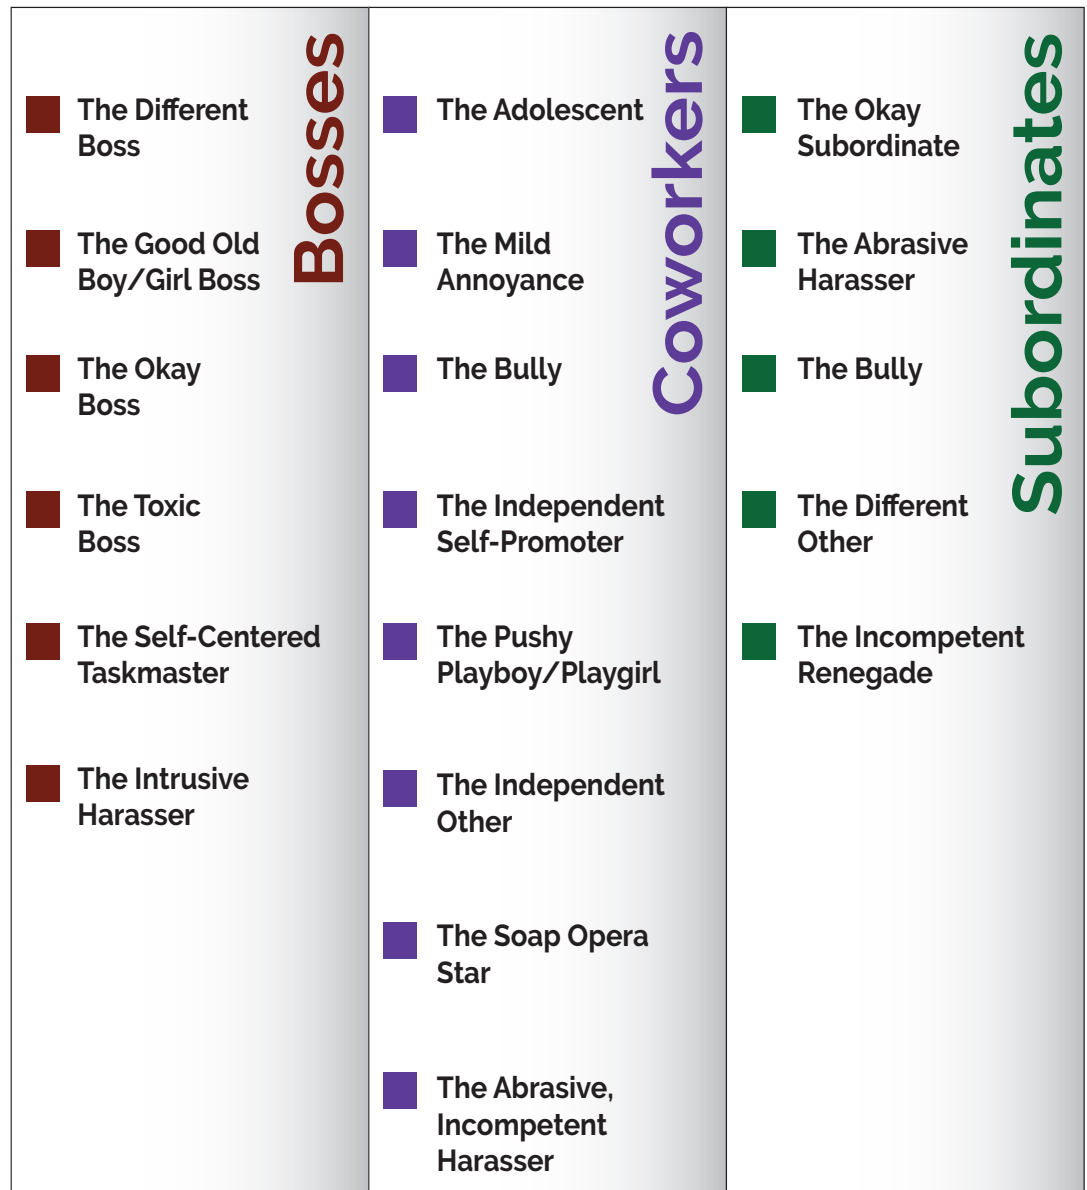 Bosses
The Different
Boss
The Good Old
Boy/Girl Boss
The Okay
Boss
The Toxic
Boss
The Self-Centered
Taskmaster
The Intrusive
Harasser
Coworkers
The Adolescent
The Mild
Annoyance
The Bully
The Independent
Self-Promoter
The Pushy
Playboy/Playgirl
The Independent
Other
The Soap Opera
Star
The Abrasive,
Incompetent
Harasser
Subordinates
The Okay
Subordinate
The Abrasive
Harasser
The Bully
The Different
Other
The Incompetent
Renegade